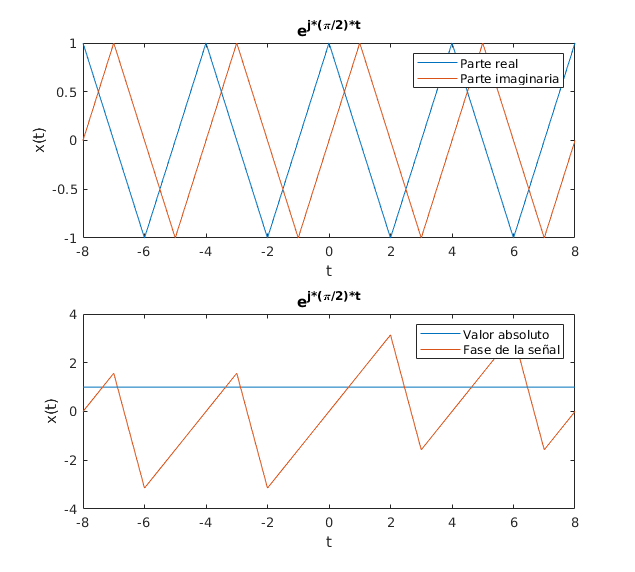 e^j*(π/2)*t
1
0.5
0
-0.5
-1
x(t)
Parte real
Parte imaginaria
-8 -6 -4 -2 0 2 4 6 8
t
e^j*(π/2)*t
4
2
0
-2
-4
x(t)
Valor absoluto
Fase de la señal
-8 -6 -4 -2 0 2 4 6 8
t